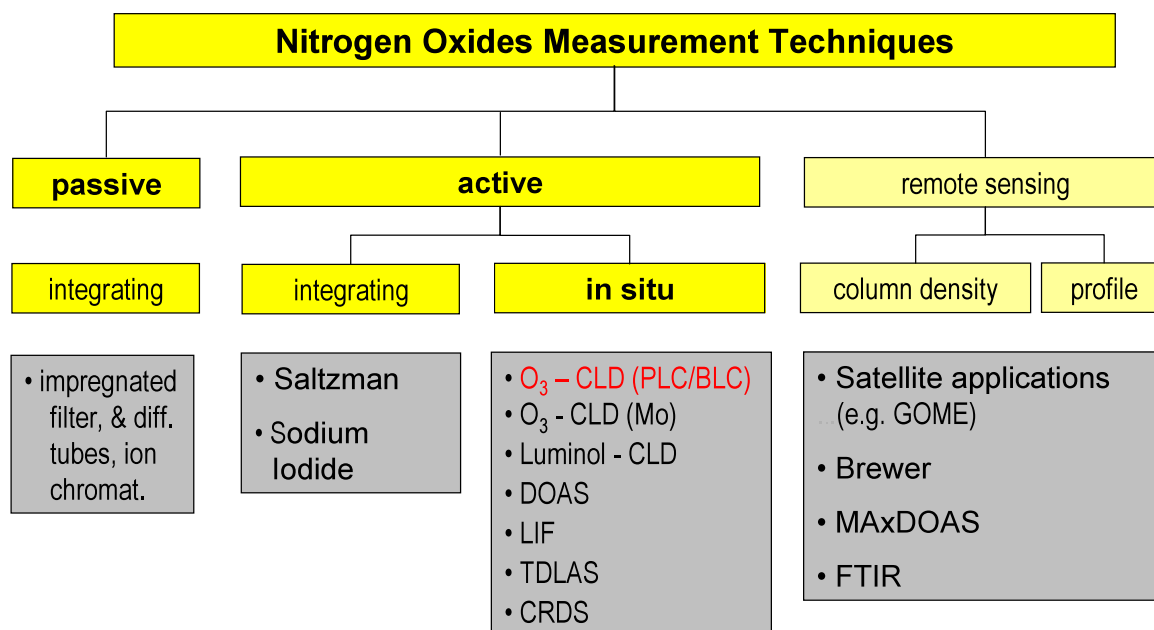 Nitrogen Oxides Measurement Techniques
passive
active
remote sensing
integrating
integrating
in situ
column density
profile
• impregnated
filter, & diff.
tubes, ion
chromat.
• Saltzman
• Sodium
Iodide
• O₃ – CLD (PLC/BLC)
• O₃ - CLD (Mo)
• Luminol - CLD
• DOAS
• LIF
• TDLAS
• CRDS
• Satellite applications
...(e.g. GOME)
• Brewer
• MAxDOAS
• FTIR